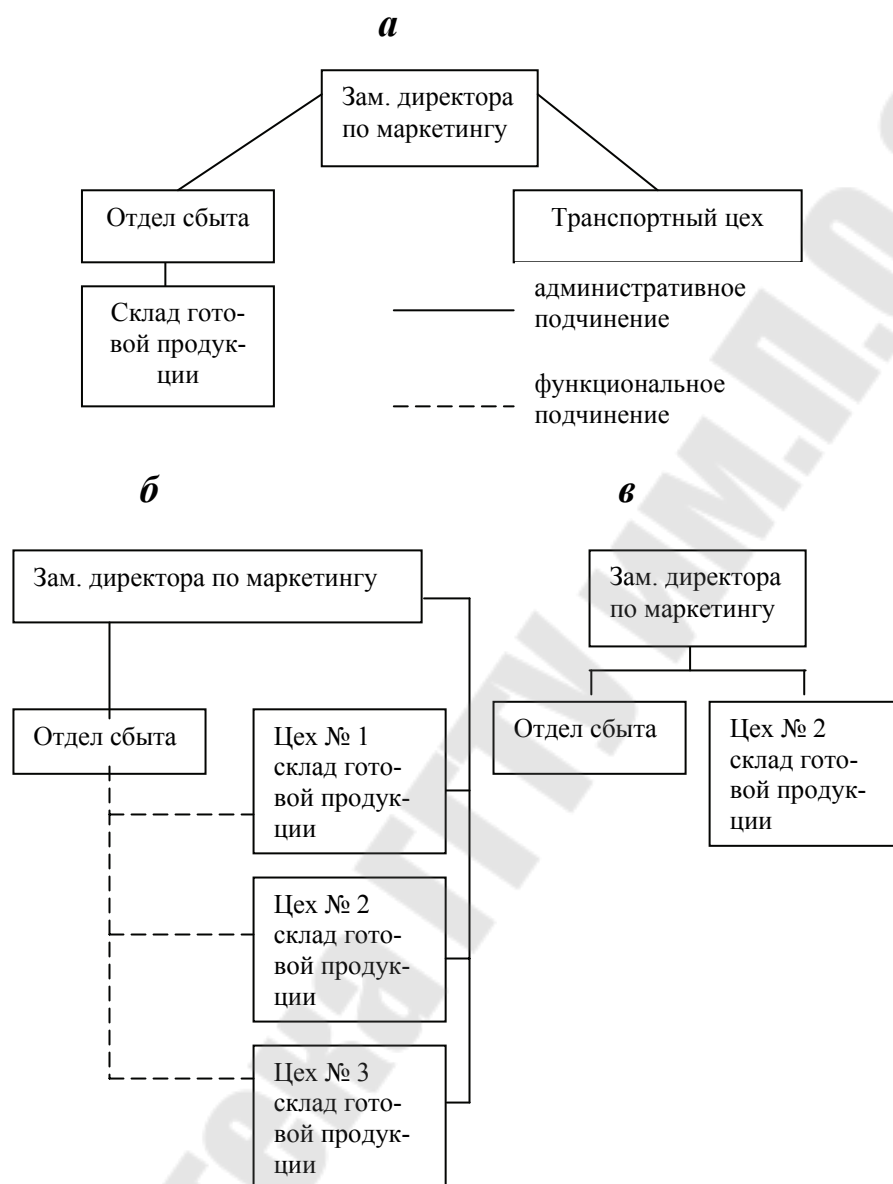 а
Зам. директора
по маркетингу
Отдел сбыта
Транспортный цех
Склад гото-
вой продук-
ции
административное
подчинение
функциональное
подчинение
б
в
Зам. директора по маркетингу
Зам. директора
по маркетингу
Отдел сбыта
Цех № 1
склад гото-
вой продук-
ции
Отдел сбыта
Цех № 2
склад гото-
вой продук-
ции
Цех № 2
склад гото-
вой продук-
ции
Цех № 3
склад гото-
вой продук-
ции
ГГТУ им.П.О